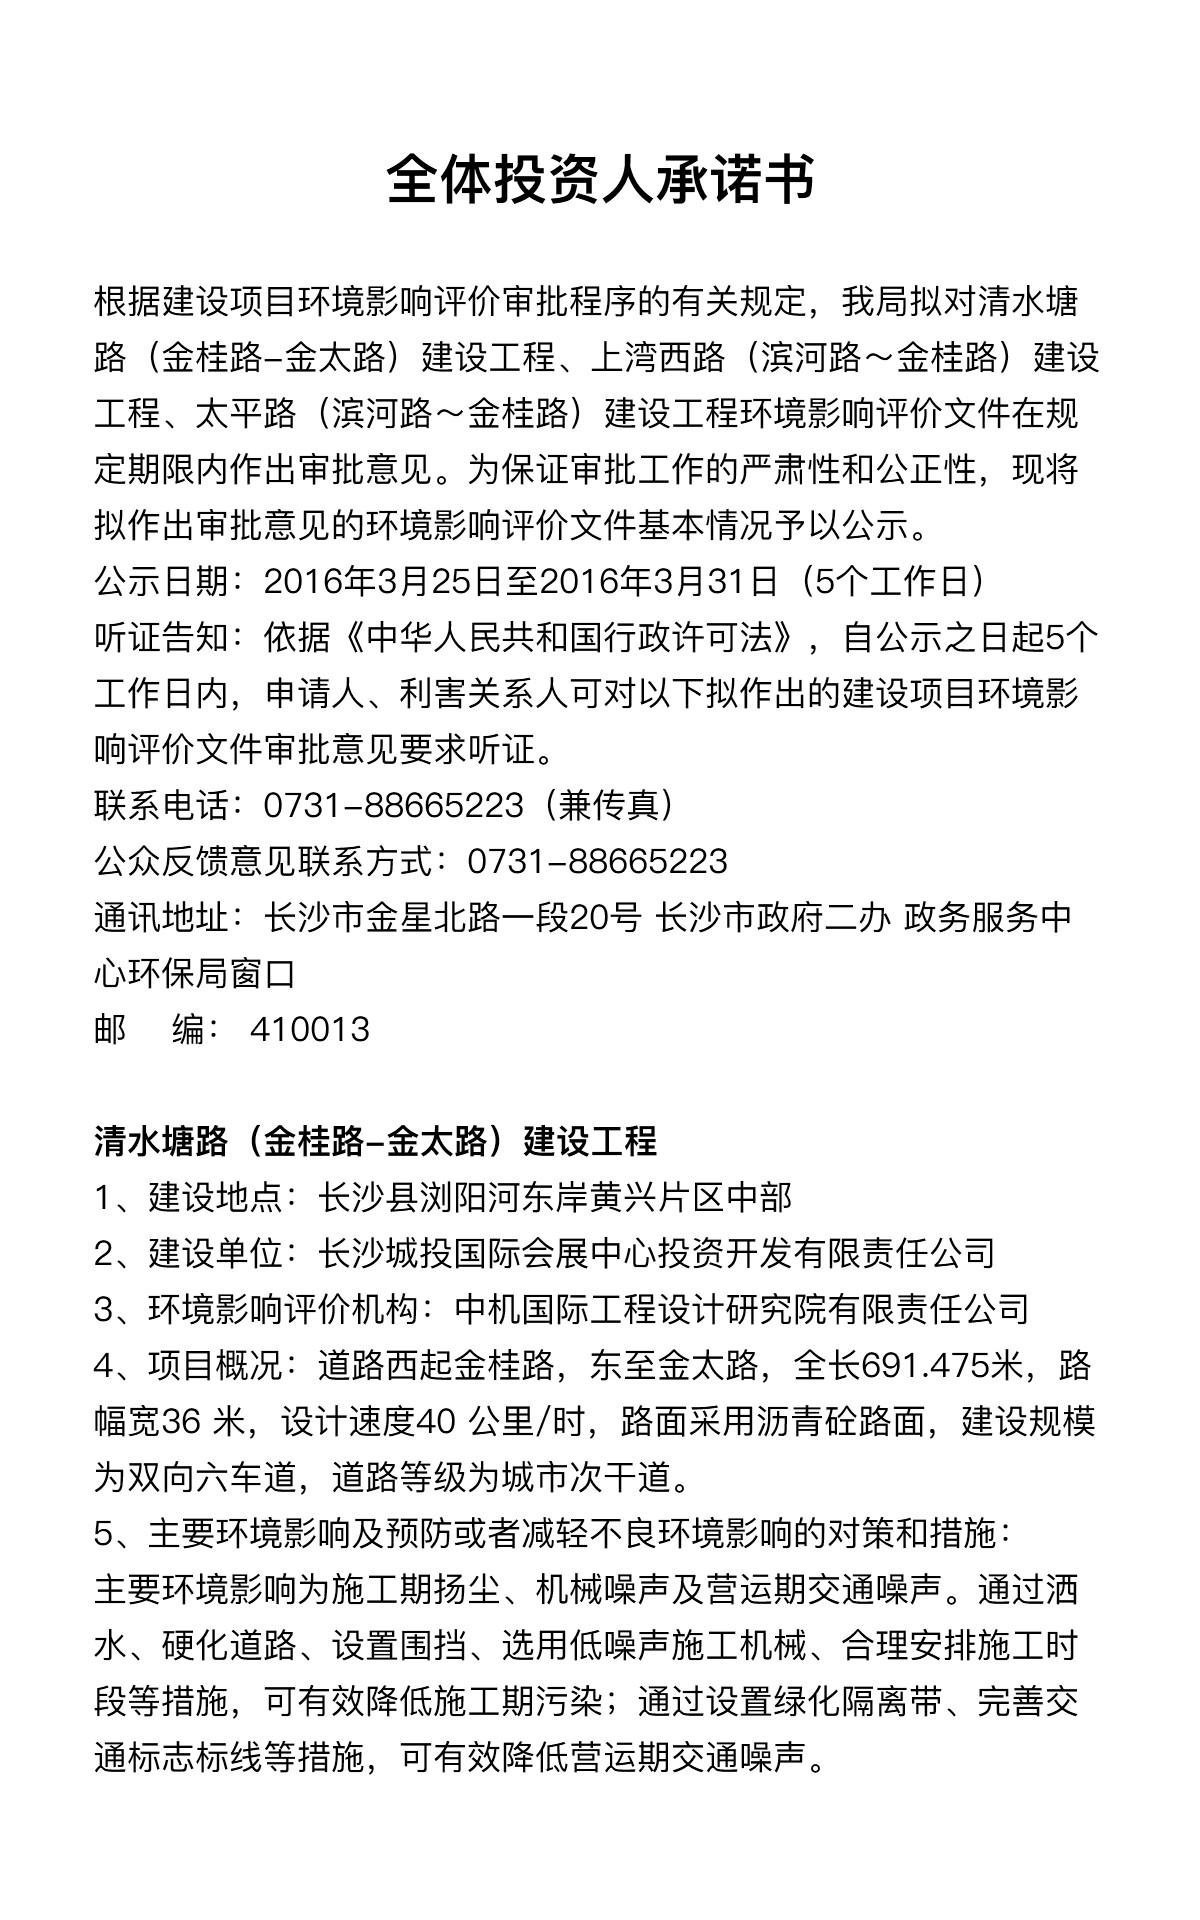 全体投资人承诺书
根据建设项目环境影响评价审批程序的有关规定，我局拟对清水塘
路（金桂路–金太路）建设工程、上湾西路（滨河路～金桂路）建设
工程、太平路（滨河路～金桂路）建设工程环境影响评价文件在规
定期限内作出审批意见。为保证审批工作的严肃性和公正性，现将
拟作出审批意见的环境影响评价文件基本情况予以公示。
公示日期：2016年3月25日至2016年3月31日（5个工作日）
听证告知：依据《中华人民共和国行政许可法》，自公示之日起5个
工作日内，申请人、利害关系人可对以下拟作出的建设项目环境影
响评价文件审批意见要求听证。
联系电话：0731–88665223（兼传真）
公众反馈意见联系方式：0731–88665223
通讯地址：长沙市金星北路一段20号 长沙市政府二办 政务服务中
心环保局窗口
邮　编： 410013
清水塘路（金桂路–金太路）建设工程
1、建设地点：长沙县浏阳河东岸黄兴片区中部
2、建设单位：长沙城投国际会展中心投资开发有限责任公司
3、环境影响评价机构：中机国际工程设计研究院有限责任公司
4、项目概况：道路西起金桂路，东至金太路，全长691.475米，路
幅宽36 米，设计速度40 公里/时，路面采用沥青砼路面，建设规模
为双向六车道，道路等级为城市次干道。
5、主要环境影响及预防或者减轻不良环境影响的对策和措施：
主要环境影响为施工期扬尘、机械噪声及营运期交通噪声。通过洒
水、硬化道路、设置围挡、选用低噪声施工机械、合理安排施工时
段等措施，可有效降低施工期污染；通过设置绿化隔离带、完善交
通标志标线等措施，可有效降低营运期交通噪声。